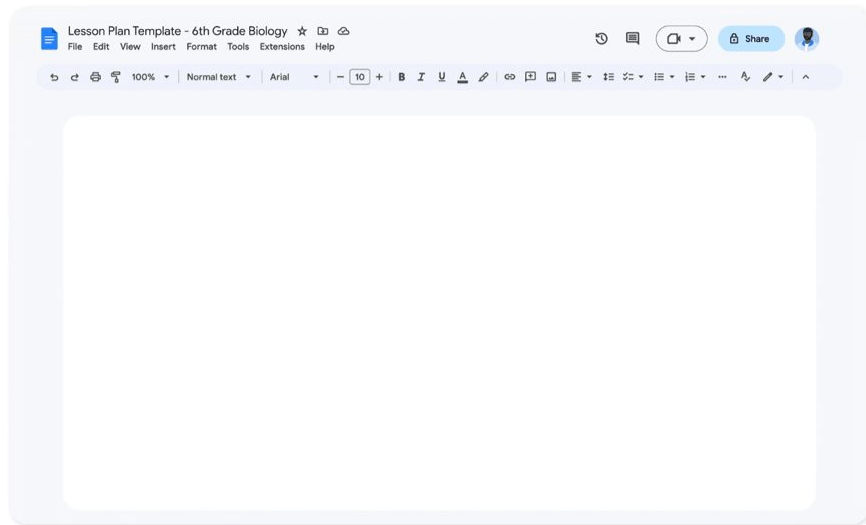 Lesson Plan Template - 6th Grade Biology
File Edit View Insert Format Tools Extensions Help
Share
100% Normal text Arial 10 B I U A